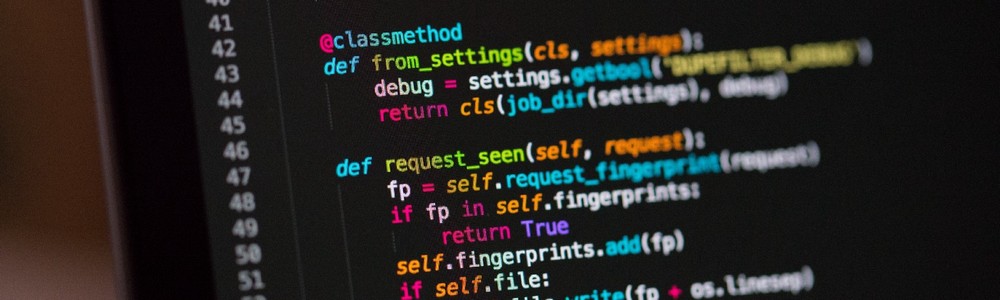 40
41
42 @classmethod
43 def from_settings(cls, settings):
44 debug = settings.getbool('DUPEFILTER_DEBUG')
45 return cls(job_dir(settings), debug)
46
47 def request_seen(self, request):
48 fp = self.request_fingerprint(request)
49 if fp in self.fingerprints:
50 return True
51 self.fingerprints.add(fp)
if self.file:
write(fp + os.linesep)